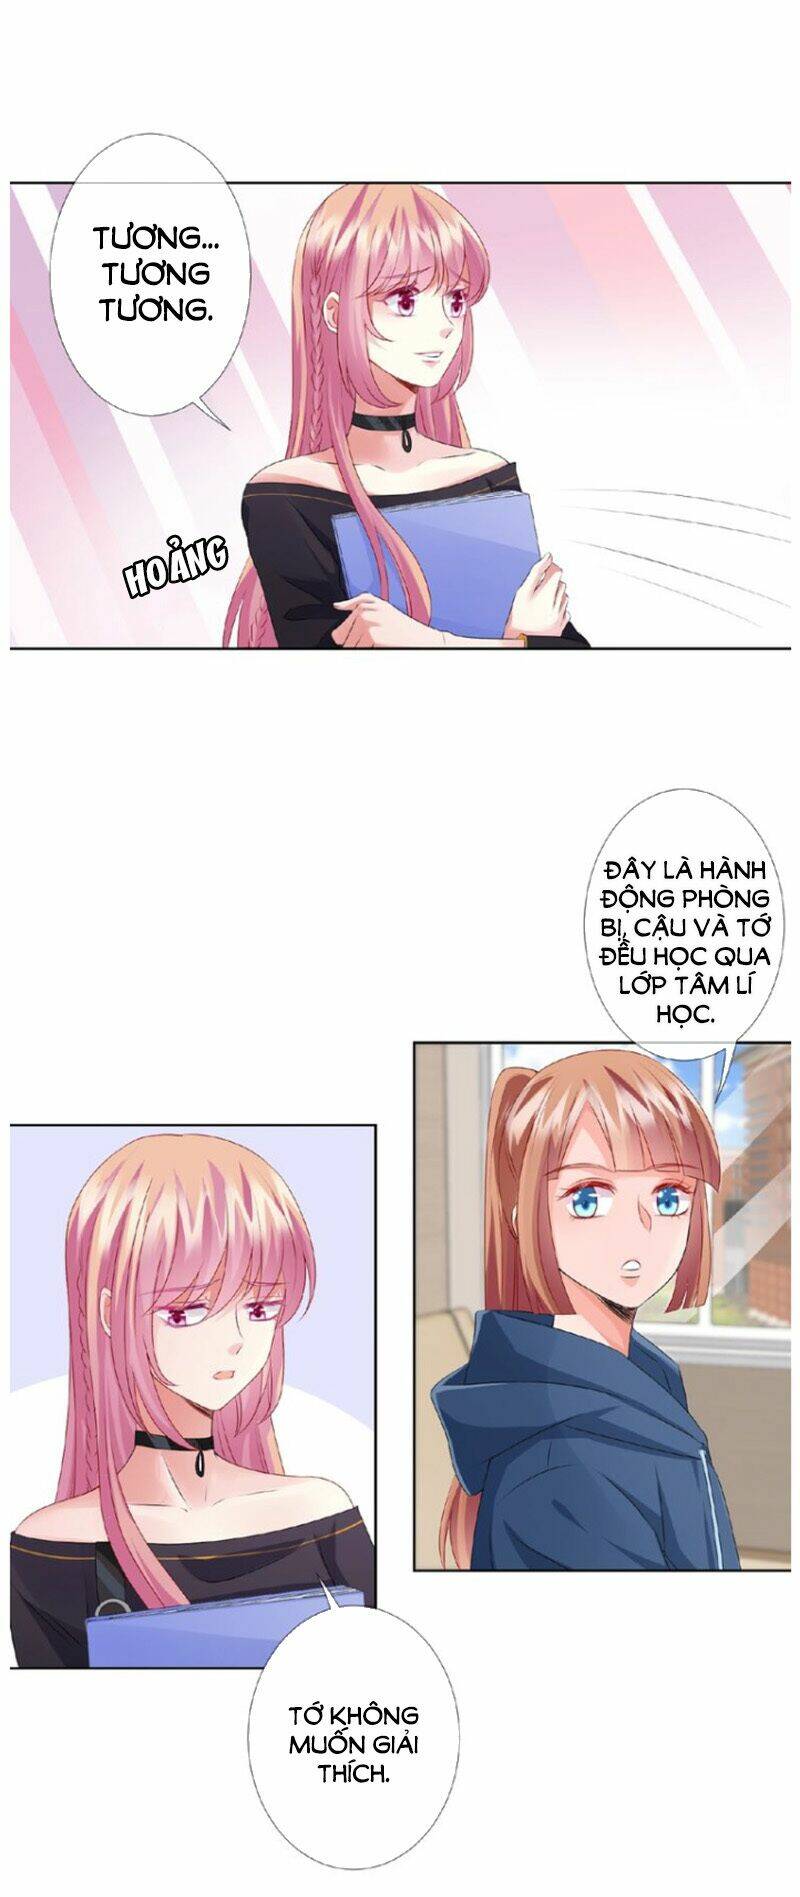 TƯƠNG...
TƯƠNG
TƯƠNG.
HOẢNG
ĐÂY LÀ HÀNH
ĐỘNG PHÒNG
BỊ, CẬU VÀ TỚ
ĐỀU HỌC QUA
LỚP TÂM LÍ
HỌC.
TỚ KHÔNG
MUỐN GIẢI
THÍCH.